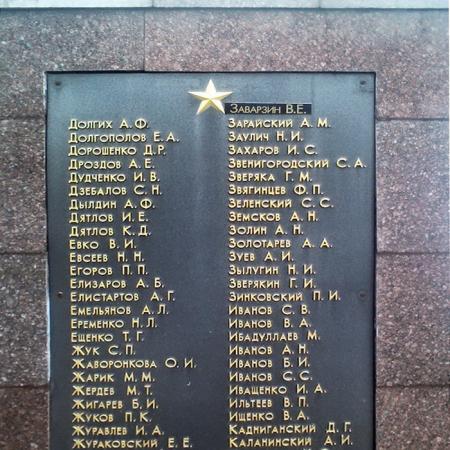 Долгих А.Ф.
Долгополов Е.А.
Дорошенко Д.Р.
Дроздов А.Е.
Дудченко И.В.
Дзебалов С.Н.
Дылдин А.Ф.
Дятлов И.Е.
Дятлов К.Д.
Евко В.И.
Евсеев Н.Н.
Егоров П.П.
Елизаров А.Б.
Елистартов А.Г.
Емельянов А.Л.
Еременко Н.Л.
Ещенко Т.Г.
Жук С.П.
Жаворонкова О.И.
Жарик М.М.
Жердев М.Т.
Жигарев Б.И.
Жуков П.К.
Журавлев И.А.
Жураковский Е.Е.
Заварзин В.Е.
Зарайский А.М.
Заулич Н.И.
Захаров И.С.
Звенигородский С.А.
Зверяка Г.М.
Звягинцев Ф.П.
Зеленский С.С.
Земсков А.Н.
Золин А.Н.
Золотарев А.А.
Зуев А.И.
Зылугин Н.И.
Зверякин Г.И.
Зинковский П.И.
Иванов С.В.
Иванов В.А.
Ибадуллаев М.
Иванов А.Н.
Иванов Б.И.
Иванов С.С.
Иващенко И.А.
Ильтеев В.П.
Ищенко В.А.
Кадниганский Д.Г.
Каланинский А.И.